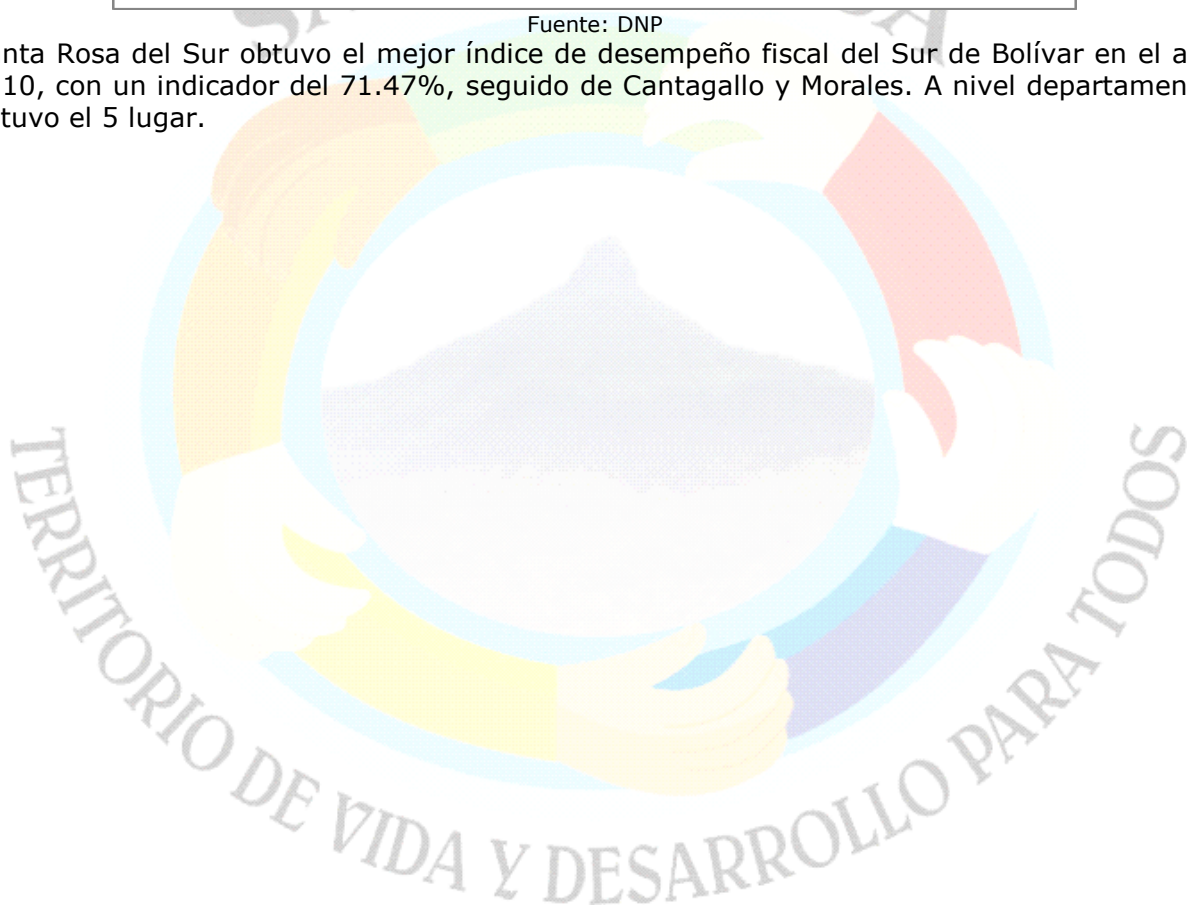 Fuente: DNP
nta Rosa del Sur obtuvo el mejor índice de desempeño fiscal del Sur de Bolívar en el a
10, con un indicador del 71.47%, seguido de Cantagallo y Morales. A nivel departamen
tuvo el 5 lugar.
TERRITORIO DE VIDA Y DESARROLLO PARA TODOS